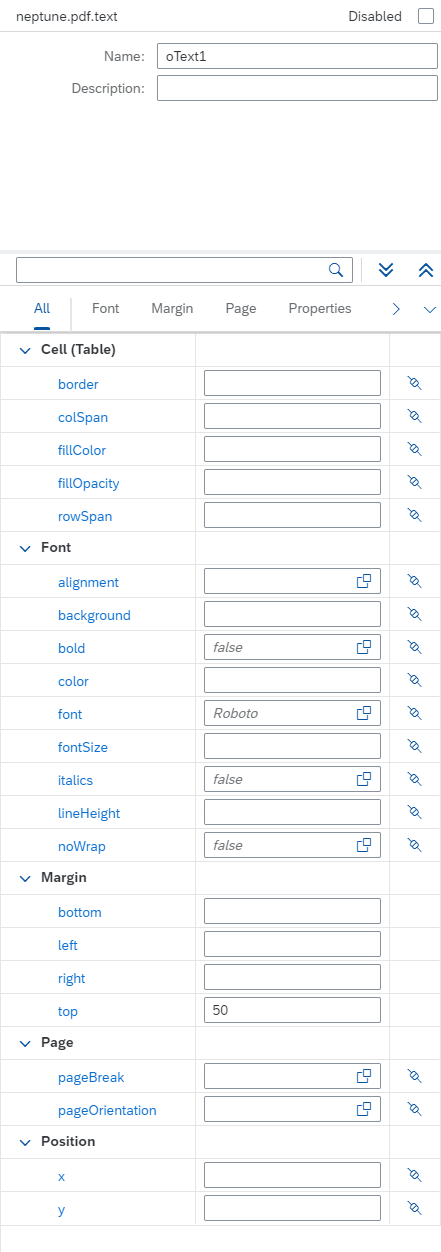 neptune.pdf.text Disabled
Name: oText1
Description:
All Font Margin Page Properties
Cell (Table)
border
colSpan
fillColor
fillOpacity
rowSpan
Font
alignment
background
bold false
color
font Roboto
fontSize
italics false
lineHeight
noWrap false
Margin
bottom
left
right
top 50
Page
pageBreak
pageOrientation
Position
x
y